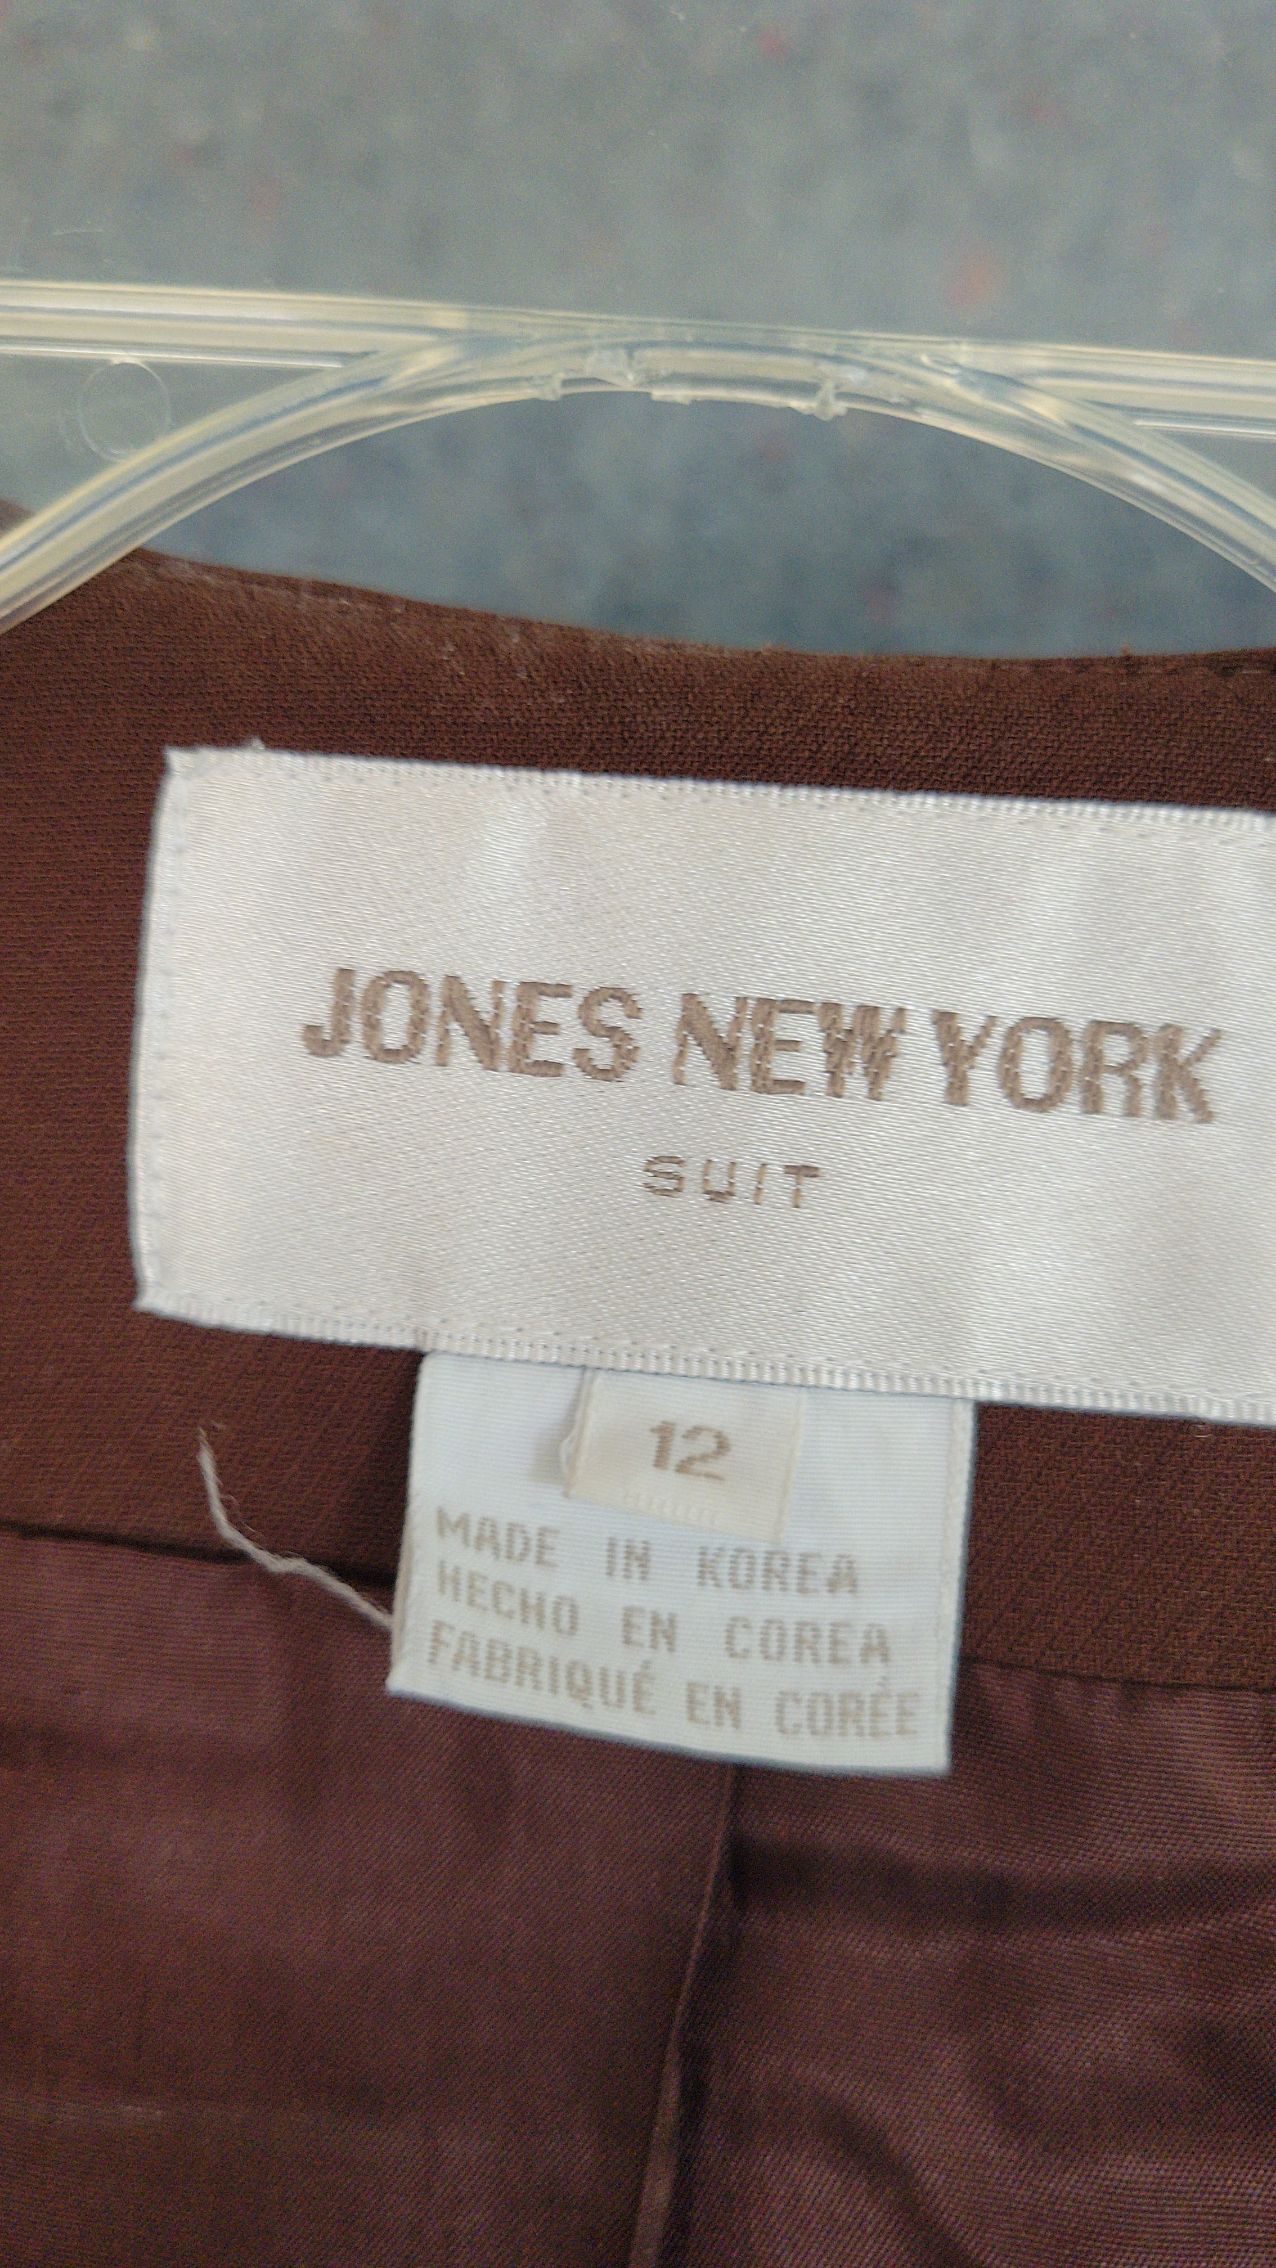 JONES NEW YORK
SUIT
12
MADE IN KOREA
HECHO EN COREA
FABRIQUÉ EN CORÉE